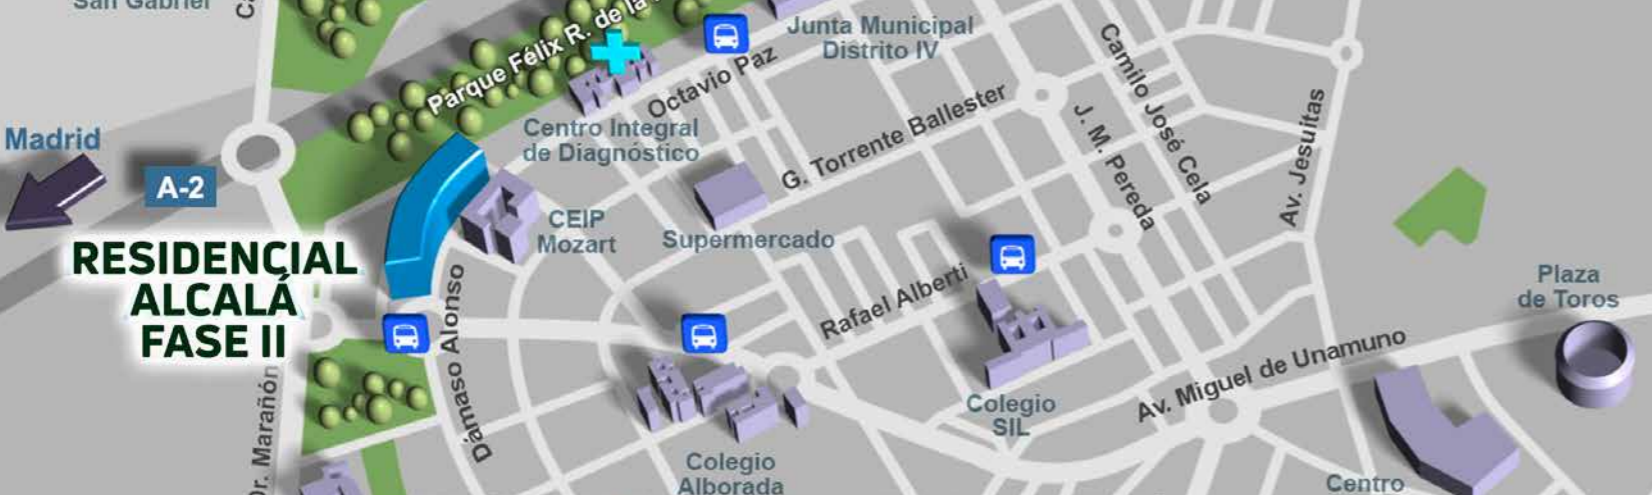 San Gabriel
Parque Félix R. de la
Junta Municipal
Distrito IV
Octavio Paz
Camilo José Cela
Madrid
A-2
Centro Integral
de Diagnóstico
G. Torrente Ballester
J. M. Pereda
Av. Jesuitas
CEIP
Mozart
Supermercado
RESIDENCIAL
ALCALÁ
FASE II
Rafael Alberti
Plaza
de Toros
Dámaso Alonso
Av. Miguel de Unamuno
Dr. Marañón
Colegio
SIL
Colegio
Alborada
Centro